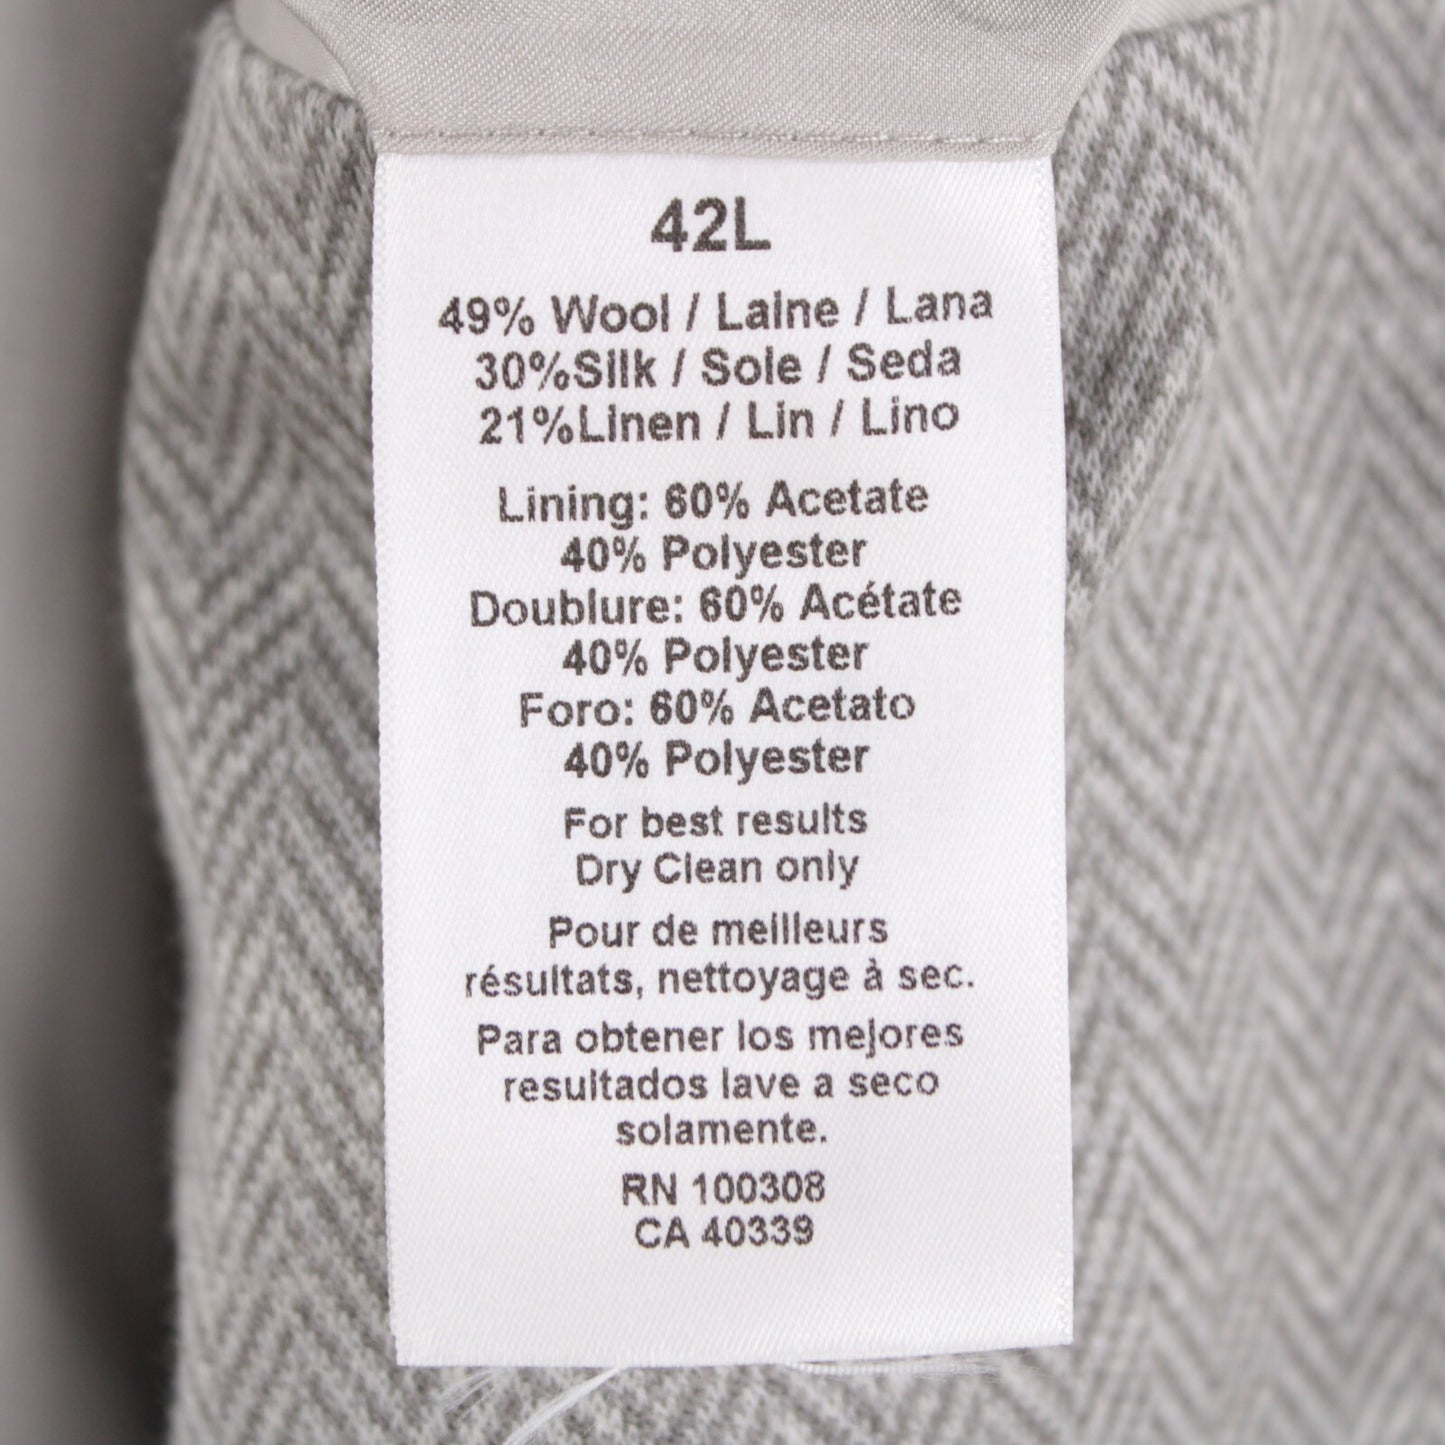 42L
49% Wool / Laine / Lana
30%Silk / Soie / Seda
21%Linen / Lin / Lino
Lining: 60% Acetate
40% Polyester
Doublure: 60% Acétate
40% Polyester
Foro: 60% Acetato
40% Polyester
For best results
Dry Clean only
Pour de meilleurs
résultats, nettoyage à sec.
Para obtener los mejores
resultados lave a seco
solamente.
RN 100308
CA 40339